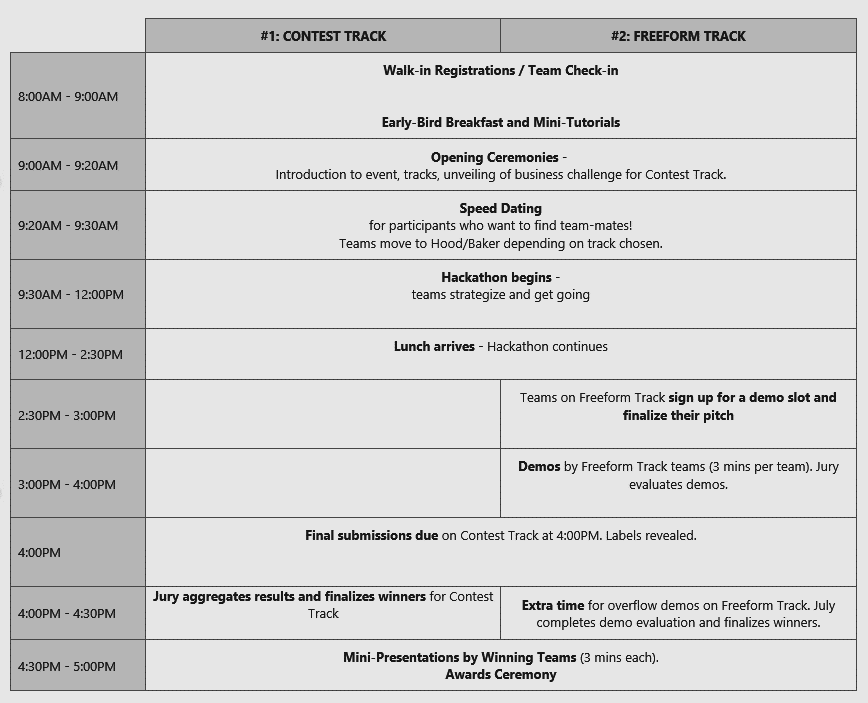 #1: CONTEST TRACK
#2: FREEFORM TRACK
8:00AM - 9:00AM
Walk-in Registrations / Team Check-in
Early-Bird Breakfast and Mini-Tutorials
9:00AM - 9:20AM
Opening Ceremonies -
Introduction to event, tracks, unveiling of business challenge for Contest Track.
9:20AM - 9:30AM
Speed Dating
for participants who want to find team-mates!
Teams move to Hood/Baker depending on track chosen.
9:30AM - 12:00PM
Hackathon begins -
teams strategize and get going
12:00PM - 2:30PM
Lunch arrives - Hackathon continues
2:30PM - 3:00PM
Teams on Freeform Track sign up for a demo slot and
finalize their pitch
3:00PM - 4:00PM
Demos by Freeform Track teams (3 mins per team). Jury
evaluates demos.
4:00PM
Final submissions due on Contest Track at 4:00PM. Labels revealed.
4:00PM - 4:30PM
Jury aggregates results and finalizes winners for Contest
Track
Extra time for overflow demos on Freeform Track. July
completes demo evaluation and finalizes winners.
4:30PM - 5:00PM
Mini-Presentations by Winning Teams (3 mins each).
Awards Ceremony